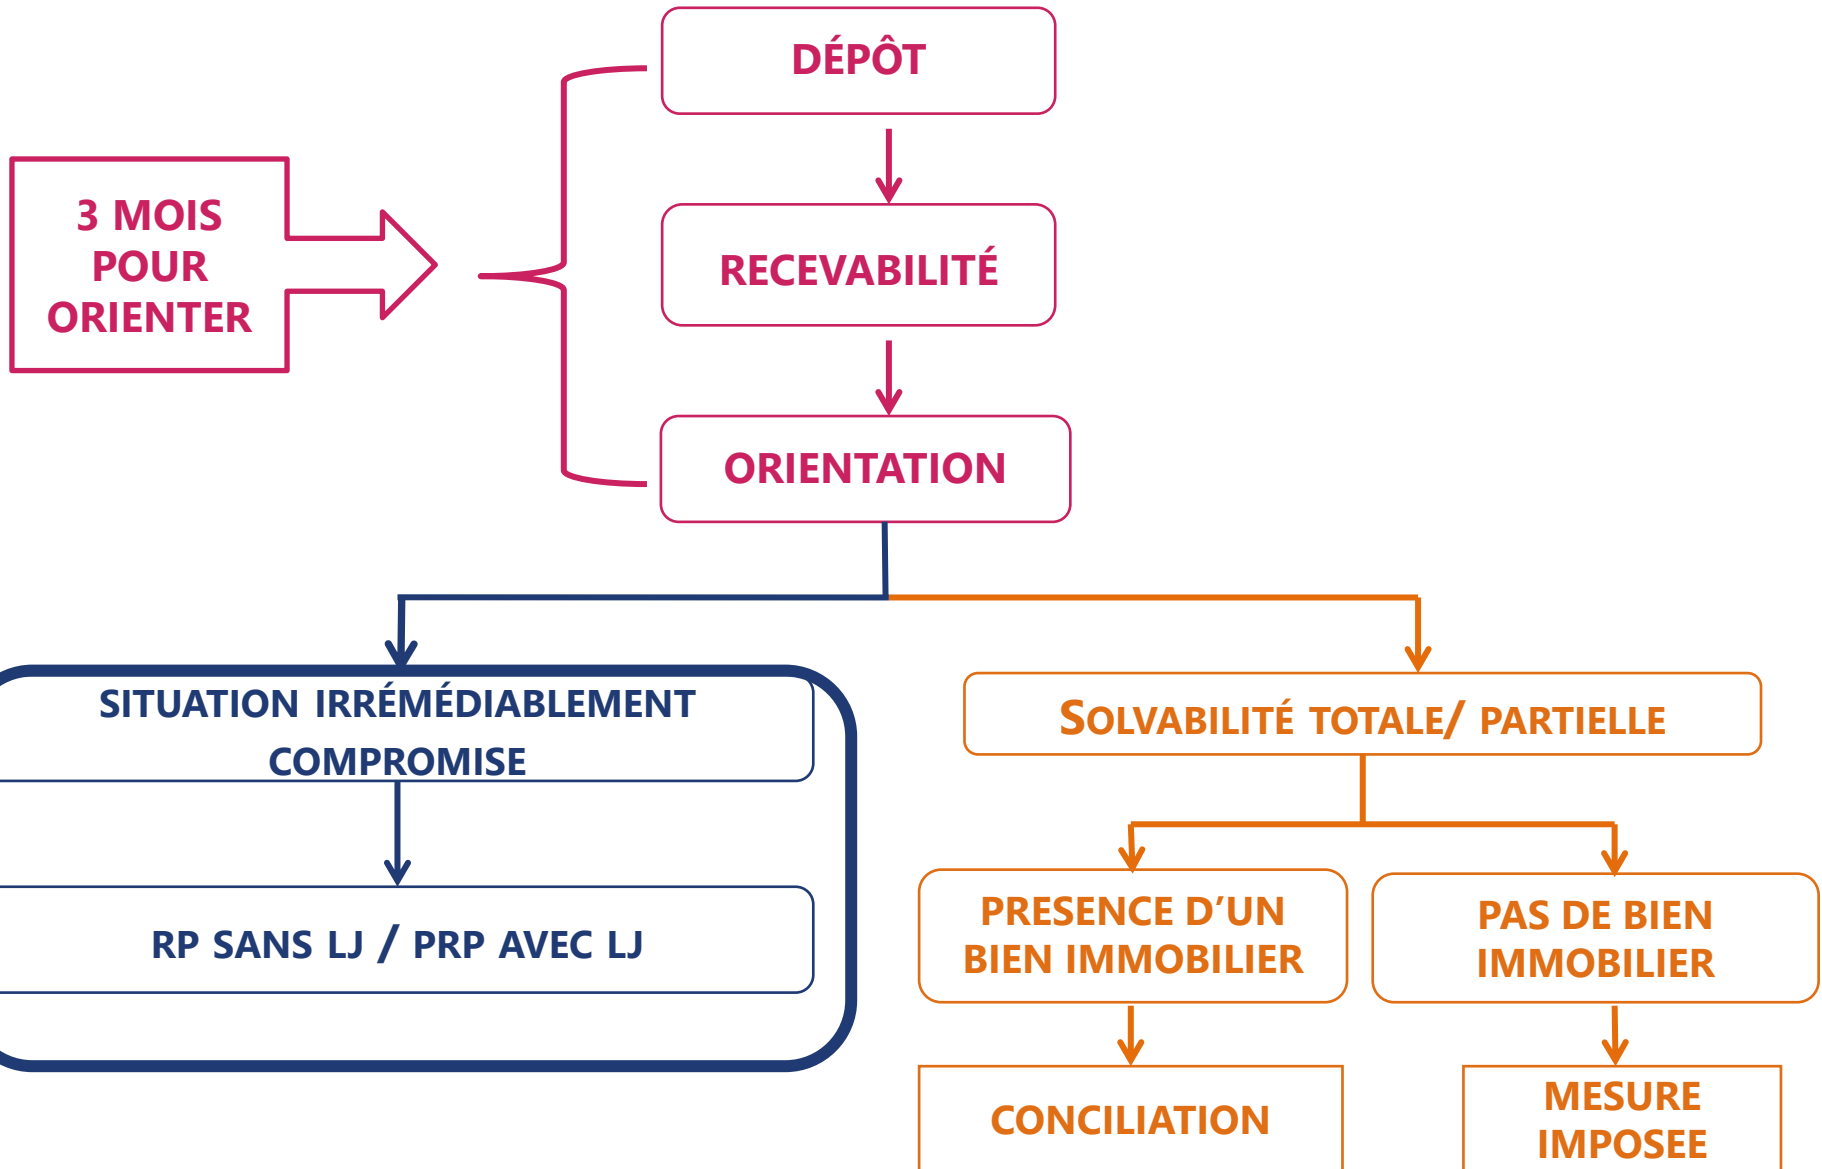 DÉPÔT
3 MOIS
POUR
ORIENTER
RECEVABILITÉ
ORIENTATION
SITUATION IRRÉMÉDIABLEMENT
COMPROMISE
SOLVABILITÉ TOTALE/ PARTIELLE
RP SANS LJ / PRP AVEC LJ
PRESENCE D’UN
BIEN IMMOBILIER
PAS DE BIEN
IMMOBILIER
CONCILIATION
MESURE
IMPOSEE